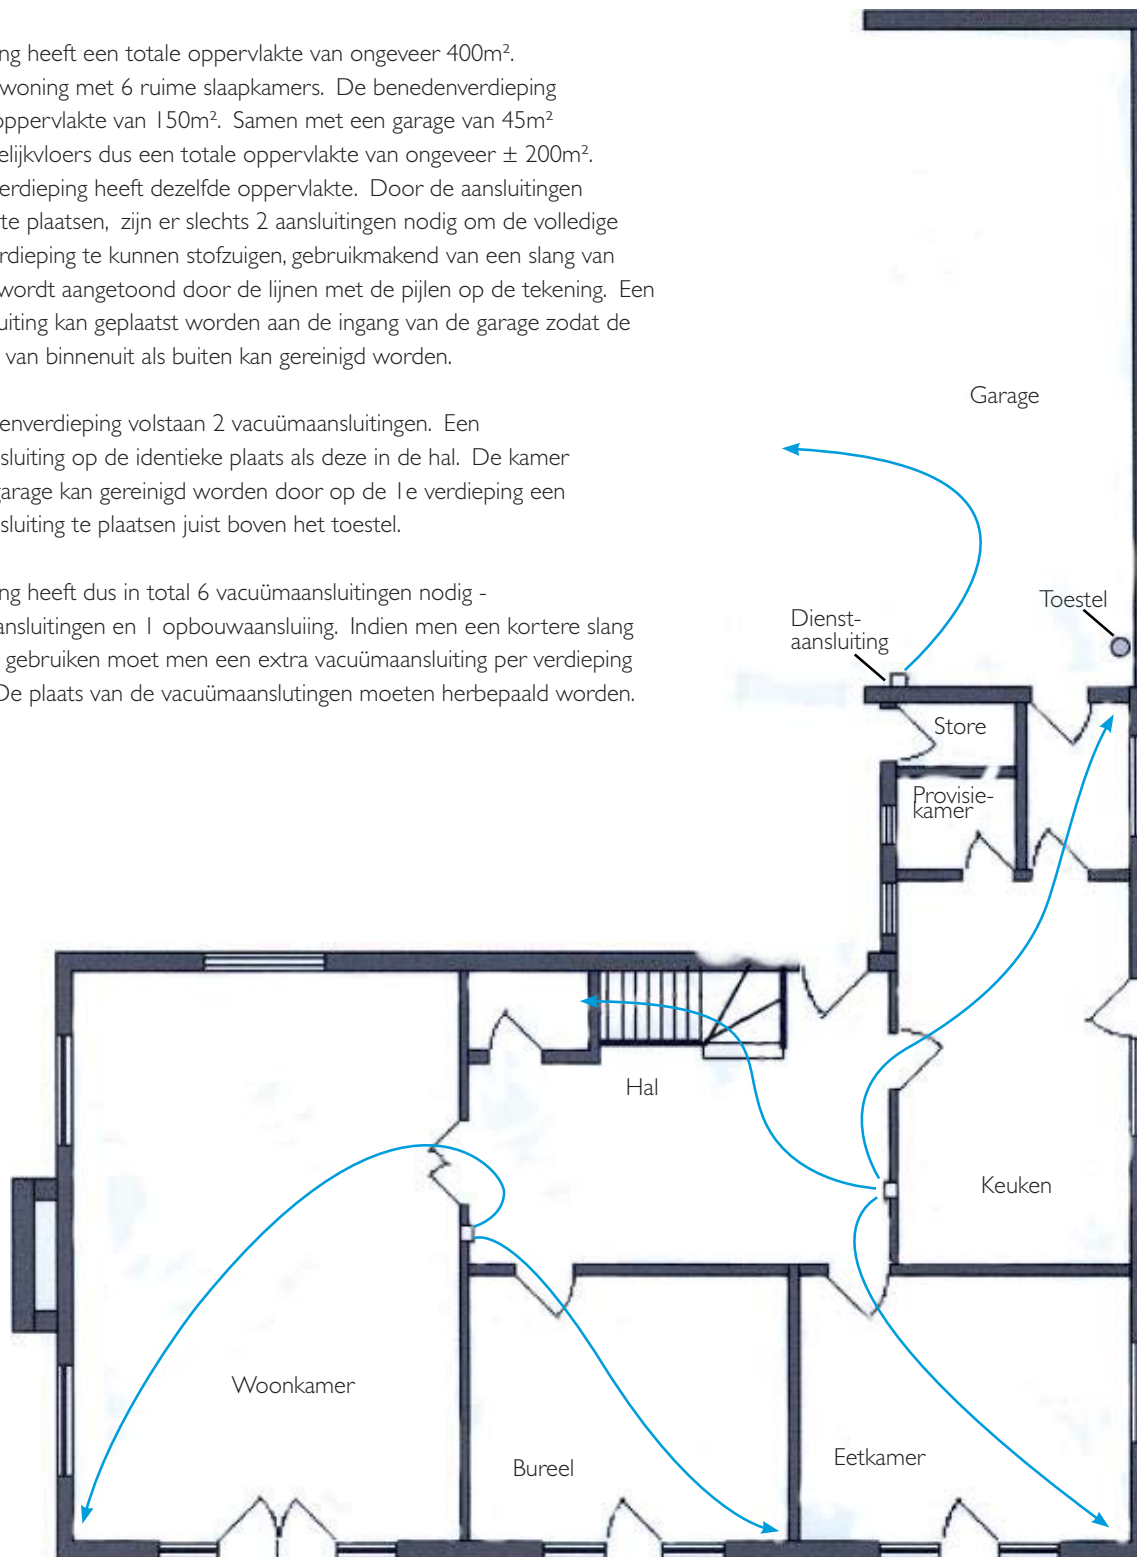 ng heeft een totale oppervlakte van ongeveer 400m².
woning met 6 ruime slaapkamers. De benedenverdieping
oppervlakte van 150m². Samen met een garage van 45m²
elijkvloers dus een totale oppervlakte van ongeveer ± 200m².
erdieping heeft dezelfde oppervlakte. Door de aansluitingen
te plaatsen, zijn er slechts 2 aansluitingen nodig om de volledige
rdieping te kunnen stofzuigen, gebruikmakend van een slang van
wordt aangetoond door de lijnen met de pijlen op de tekening. Een
luiting kan geplaatst worden aan de ingang van de garage zodat de
van binnenuit als buiten kan gereinigd worden.
enverdieping volstaan 2 vacuümaansluitingen. Een
sluiting op de identieke plaats als deze in de hal. De kamer
garage kan gereinigd worden door op de 1e verdieping een
sluiting te plaatsen juist boven het toestel.
ng heeft dus in total 6 vacuümaansluitingen nodig -
ansluitingen en 1 opbouwaansluiing. Indien men een kortere slang
gebruiken moet men een extra vacuümaansluiting per verdieping
De plaats van de vacuümaanslutingen moeten herbepaald worden.
Garage
Toestel
Dienst-
aansluiting
Store
Provisie-
kamer
Hal
Keuken
Woonkamer
Bureel
Eetkamer